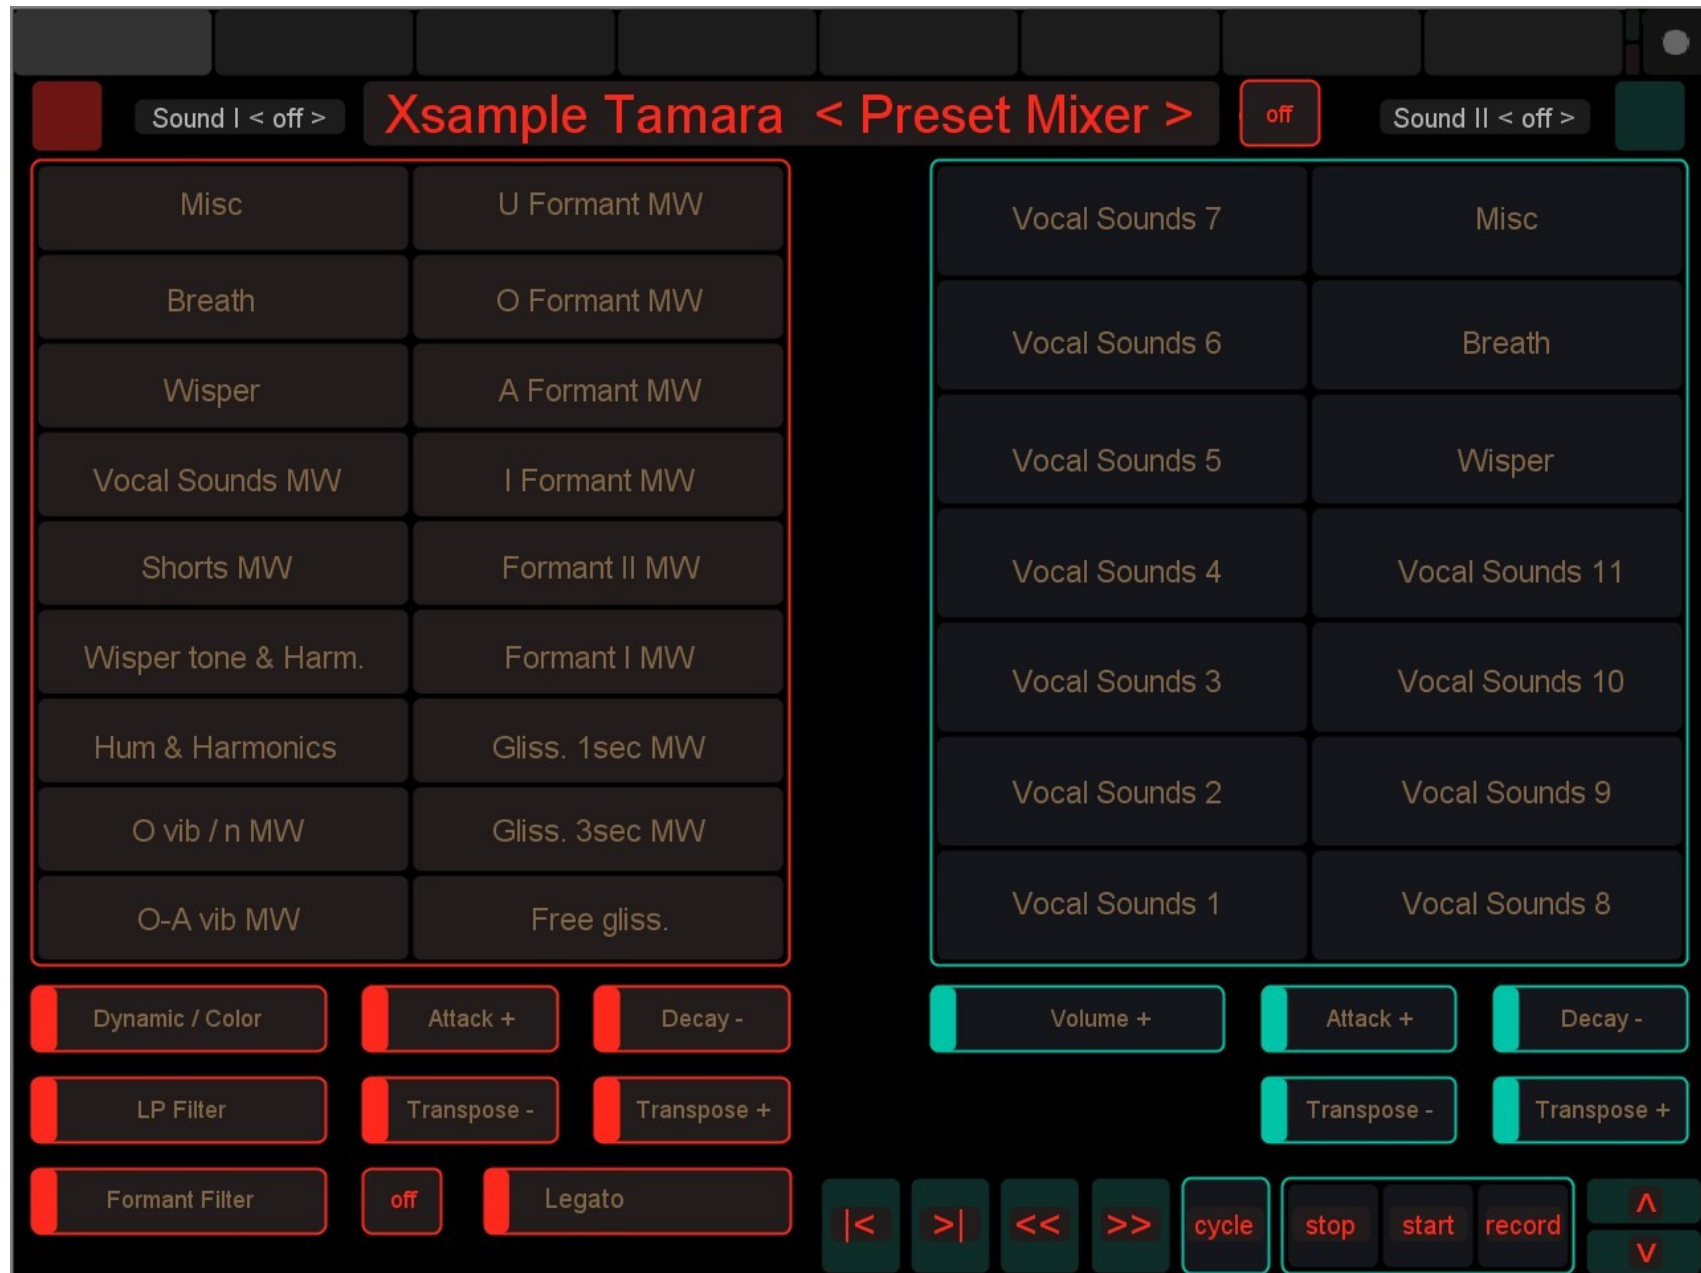 Sound I < off >
Xsample Tamara < Preset Mixer >
off
Sound II < off >
Misc
U Formant MW
Breath
O Formant MW
Wisper
A Formant MW
Vocal Sounds MW
I Formant MW
Shorts MW
Formant II MW
Wisper tone & Harm.
Formant I MW
Hum & Harmonics
Gliss. 1sec MW
O vib / n MW
Gliss. 3sec MW
O-A vib MW
Free gliss.
Vocal Sounds 7
Misc
Vocal Sounds 6
Breath
Vocal Sounds 5
Wisper
Vocal Sounds 4
Vocal Sounds 11
Vocal Sounds 3
Vocal Sounds 10
Vocal Sounds 2
Vocal Sounds 9
Vocal Sounds 1
Vocal Sounds 8
Dynamic / Color
Attack +
Decay -
Volume +
Attack +
Decay -
LP Filter
Transpose -
Transpose +
Transpose -
Transpose +
Formant Filter
off
Legato
|<
>|
<<
>>
cycle
stop
start
record
ʌ
v